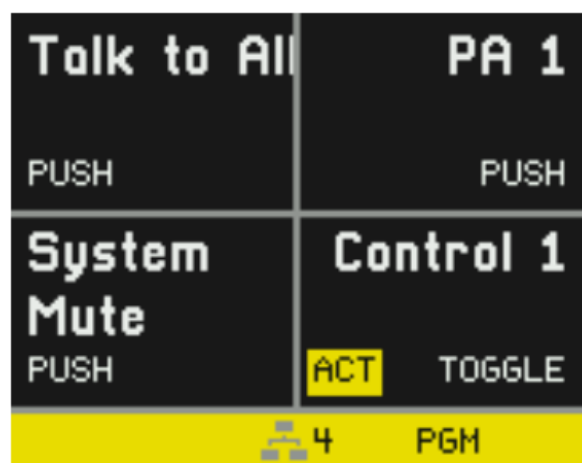 Talk to All
PA 1
PUSH
PUSH
System
Mute
PUSH
Control 1
ACT
TOGGLE
4
PGM